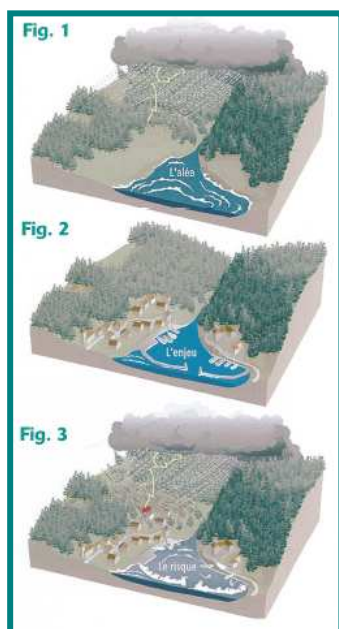 Fig. 1
L'aléa
Fig. 2
L'enjeu
Fig. 3
Le risque